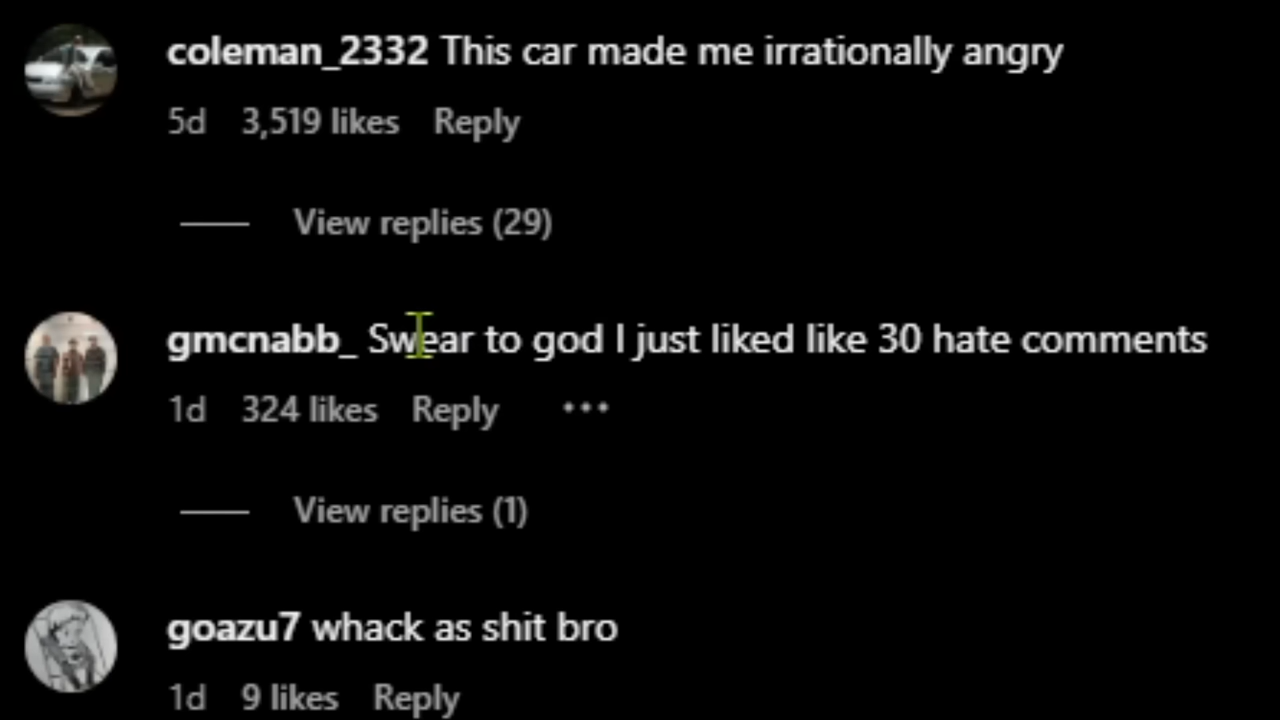 coleman_2332 This car made me irrationally angry
5d 3,519 likes Reply
View replies (29)
gmcnabb_ Swear to god I just liked like 30 hate comments
1d 324 likes Reply
View replies (1)
goazu7 whack as shit bro
1d 9 likes Reply